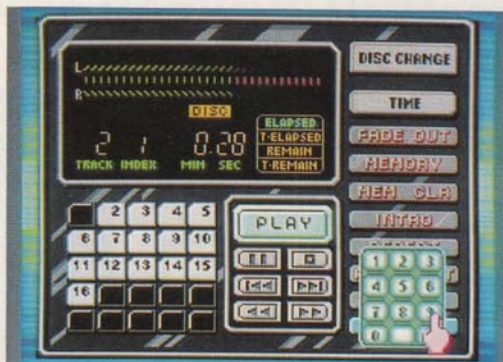 DISC CHANGE
L
TIME
R
DISC
ELAPSED
T-ELAPSED
REMAIN
T-REMAIN
2 1 0.28
TRACK INDEX MIN SEC
FADE OUT
MEMORY
MEM CLR
INTRO
PLAY
2 3 4 5
6 7 8 9 10
11 12 13 14 15
16
1 2 3
4 5 6
7 8 9
0